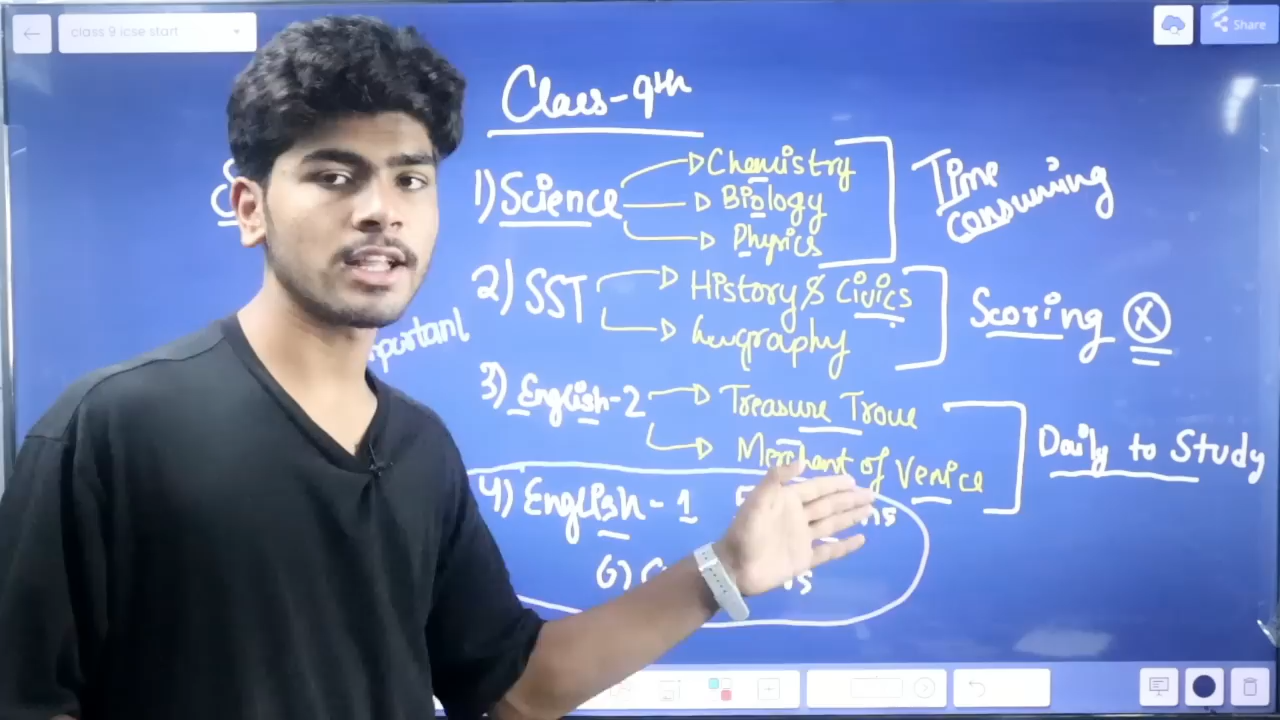 class 9 icse start
Share
Class-9th
1) Science
Chemistry
Biology
Physics
Time
consuming
2) SST
History & Civics
Geography
Scoring X
3) English-2
Treasure Trove
Merchant of Venice
Daily to Study
4) English-1
6)